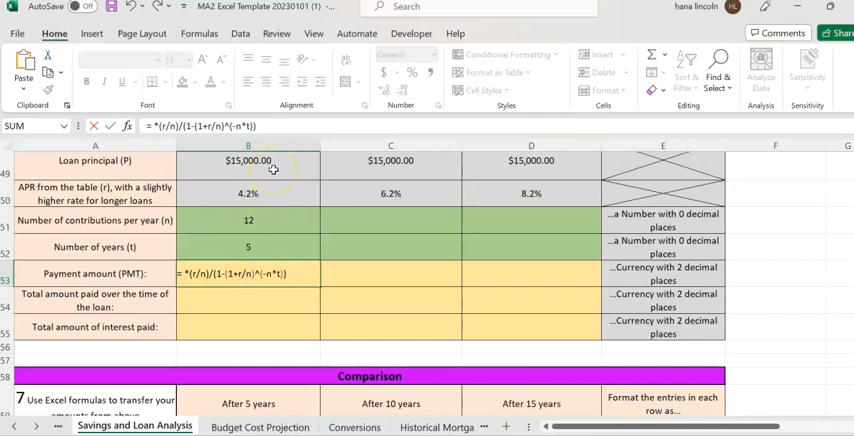 AutoSave Off MA2 Excel Template 20230101 (1) - ... Search hana lincoln HL
File Home Insert Draw Page Layout Formulas Data Review View Automate Developer Help Comments Share
Paste General Conditional Formatting Insert Sort & Find & Analyze Sensitivity
11 $ % Format as Table Delete Filter Select Data
B I U Cell Styles Format
Clipboard Font Alignment Number Styles Cells Editing Analysis Sensitivity
SUM fx = *(r/n)/(1-(1+r/n)^(-n*t))
A B C D E F G
49 Loan principal (P) $15,000.00 $15,000.00 $15,000.00
APR from the table (r), with a slightly
50 higher rate for longer loans 4.2% 6.2% 8.2%
51 Number of contributions per year (n) 12 ...a Number with 0 decimal
places
52 Number of years (t) 5 ...a Number with 0 decimal
places
53 Payment amount (PMT): = *(r/n)/(1-(1+r/n)^(-n*t)) ...Currency with 2 decimal
places
54 Total amount paid over the time of ...Currency with 2 decimal
the loan: places
55 Total amount of interest paid: ...Currency with 2 decimal
places
56
57
58 Comparison
7 Use Excel formulas to transfer your After 5 years After 10 years After 15 years Format the entries in each
amounts from above row as...
Savings and Loan Analysis Budget Cost Projection Conversions Historical Mortga ...